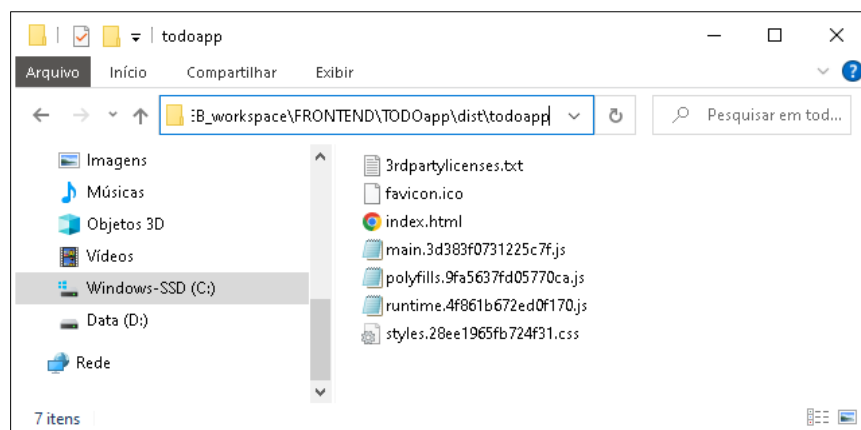 todoapp
Arquivo Início Compartilhar Exibir
B_workspace\FRONTEND\TODOapp\dist\todoapp Pesquisar em tod...
Imagens
Músicas
Objetos 3D
Vídeos
Windows-SSD (C:)
Data (D:)
Rede
3rdpartylicenses.txt
favicon.ico
index.html
main.3d383f0731225c7f.js
polyfills.9fa5637fd05770ca.js
runtime.4f861b672ed0f170.js
styles.28ee1965fb724f31.css
7 itens